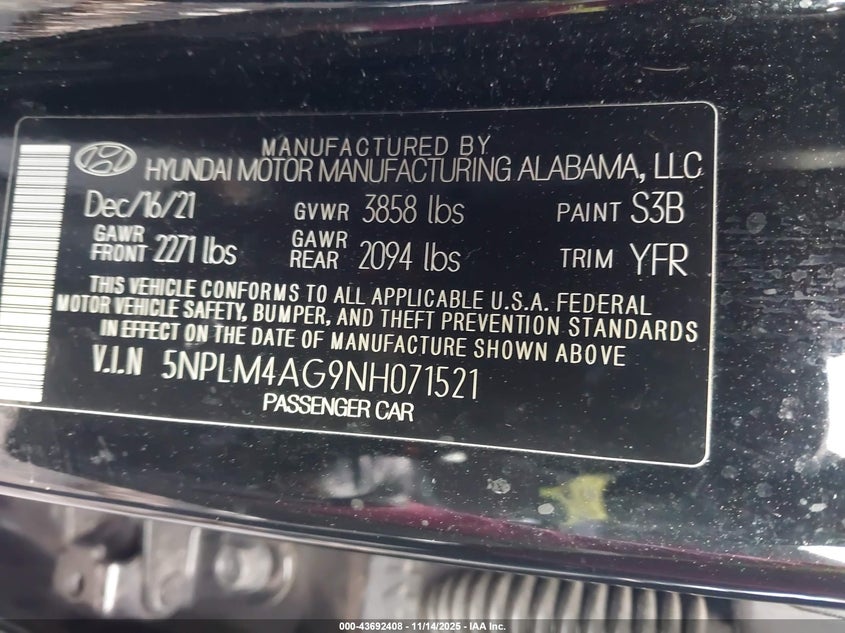 MANUFACTURED BY
HYUNDAI MOTOR MANUFACTURING ALABAMA, LLC
Dec/16/21 GVWR 3858 lbs PAINT S3B
GAWR FRONT 2271 lbs GAWR REAR 2094 lbs TRIM YFR
THIS VEHICLE CONFORMS TO ALL APPLICABLE U.S.A. FEDERAL
MOTOR VEHICLE SAFETY, BUMPER, AND THEFT PREVENTION STANDARDS
IN EFFECT ON THE DATE OF MANUFACTURE SHOWN ABOVE
V.I.N 5NPLM4AG9NH071521
PASSENGER CAR
000-43692408 - 11/14/2025 - IAA Inc.